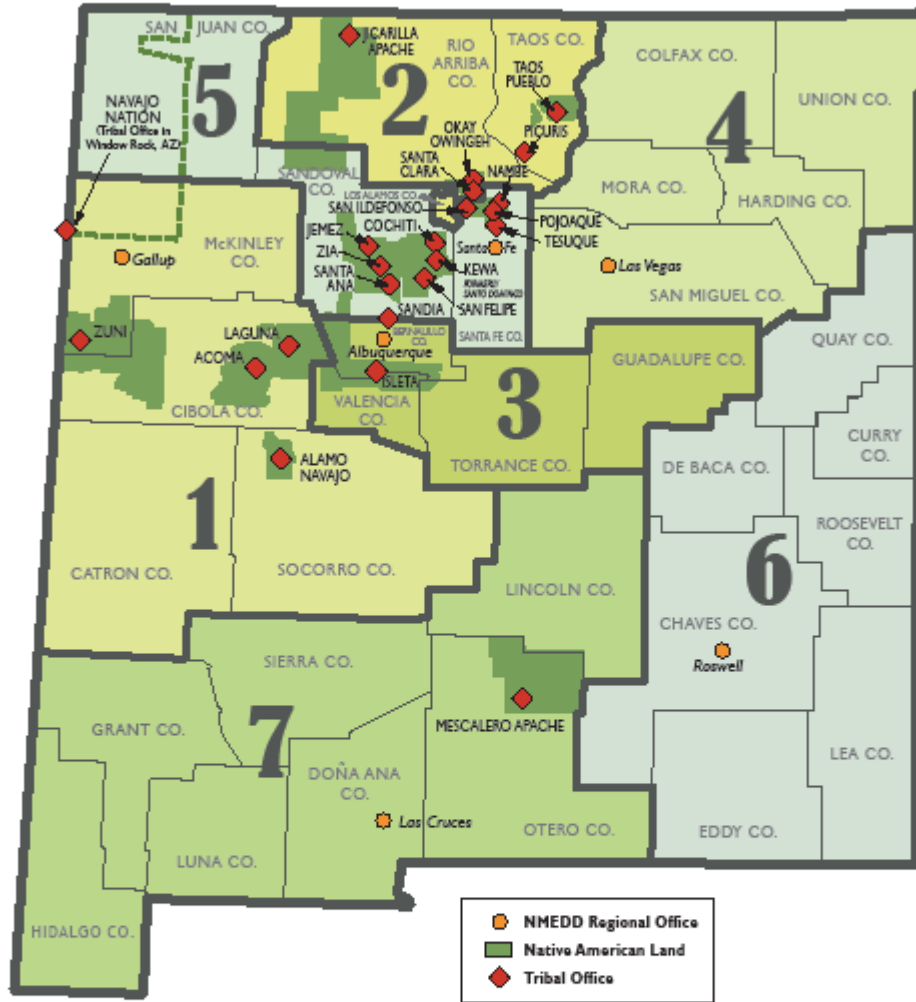 SAN JUAN CO.
JICARILLA
APACHE
RIO
ARRIBA
CO.
TAOS CO.
TAOS
PUEBLO
COLFAX CO.
UNION CO.
5
2
4
NAVAJO
NATION
(Tribal Office in
Window Rock, AZ)
PICURIS
OKAY
OWINGEH
SANTA
CLARA
NAMBE
SANDOVAL
CO.
LOS ALAMOS CO.
MORA CO.
HARDING CO.
SAN ILDEFONSO
POJOAQUE
TESUQUE
JEMEZ
COCHITI
McKINLEY
CO.
Gallup
ZIA
Santa Fe
KEWA
(FORMERLY
SANTO DOMINGO)
Las Vegas
SANTA
ANA
SAN FELIPE
SAN MIGUEL CO.
SANDIA
SANTA FE CO.
ZUNI
LAGUNA
ACOMA
BERNALILLO
CO.
Albuquerque
ISLETA
QUAY CO.
GUADALUPE CO.
CIBOLA CO.
VALENCIA
CO.
3
TORRANCE CO.
CURRY
CO.
DE BACA CO.
ALAMO
NAVAJO
1
ROOSEVELT
CO.
CATRON CO.
SOCORRO CO.
LINCOLN CO.
6
CHAVES CO.
Roswell
SIERRA CO.
MESCALERO APACHE
GRANT CO.
7
DOÑA ANA
CO.
LEA CO.
Las Cruces
OTERO CO.
EDDY CO.
LUNA CO.
HIDALGO CO.
NMEDD Regional Office
Native American Land
Tribal Office